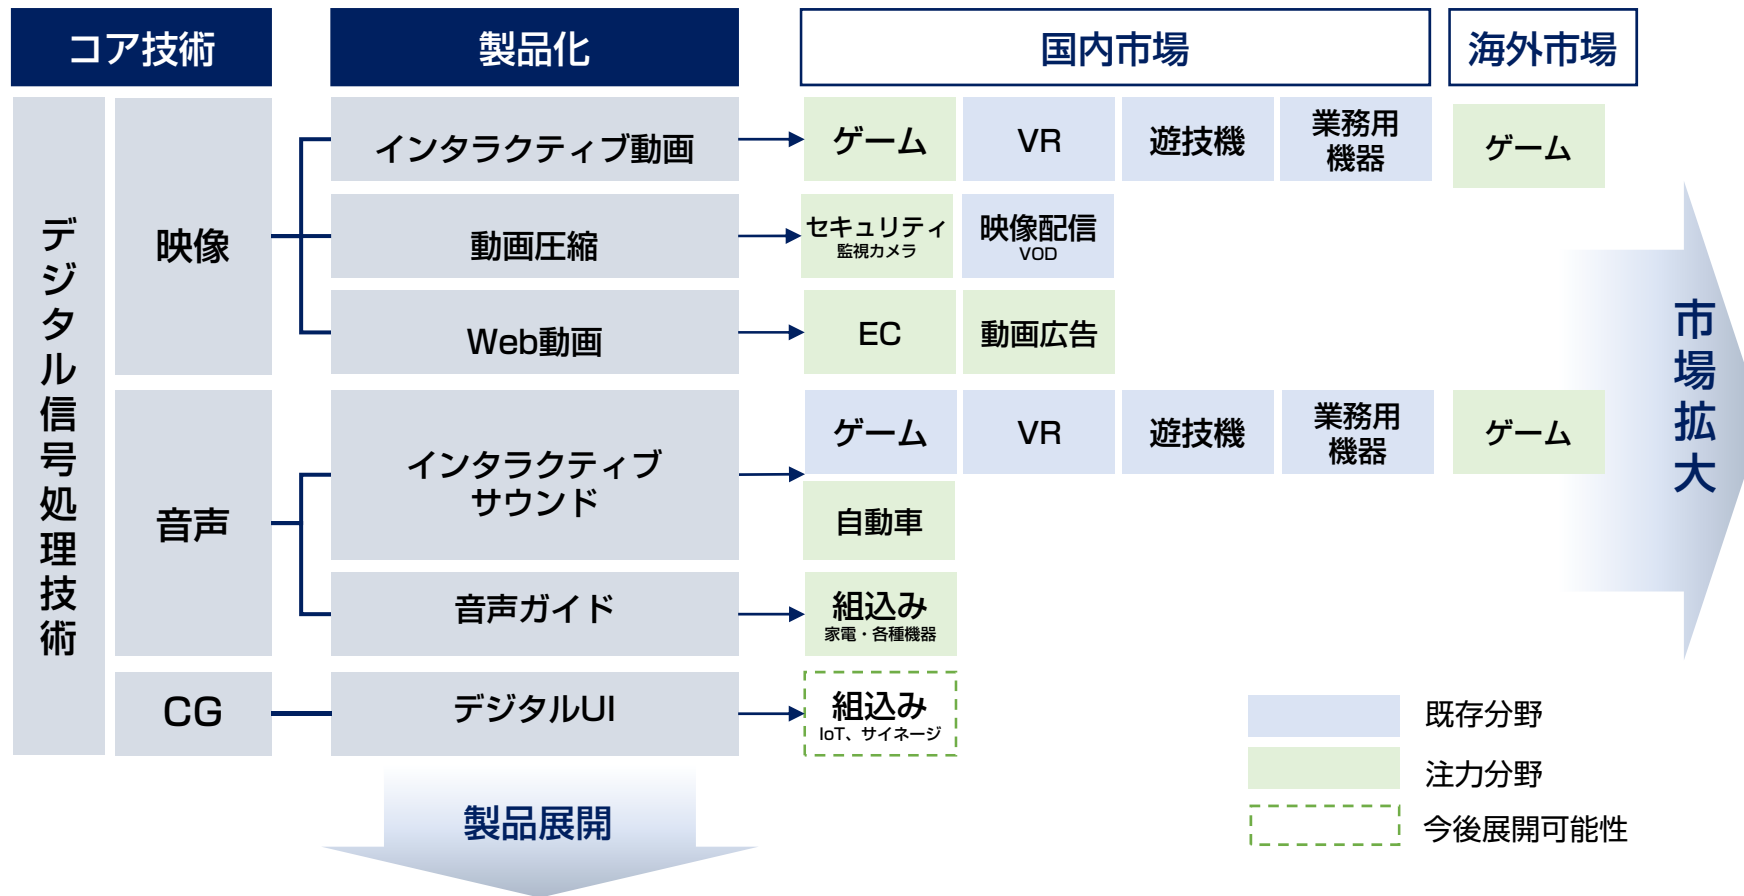 コア技術
製品化
国内市場
海外市場
デジタル信号処理技術
映像
インタラクティブ動画
ゲーム
VR
遊技機
業務用
機器
ゲーム
動画圧縮
セキュリティ
監視カメラ
映像配信
VOD
Web動画
EC
動画広告
音声
インタラクティブ
サウンド
ゲーム
VR
遊技機
業務用
機器
ゲーム
自動車
音声ガイド
組込み
家電・各種機器
CG
デジタルUI
組込み
IoT、サイネージ
市場拡大
製品展開
既存分野
注力分野
今後展開可能性